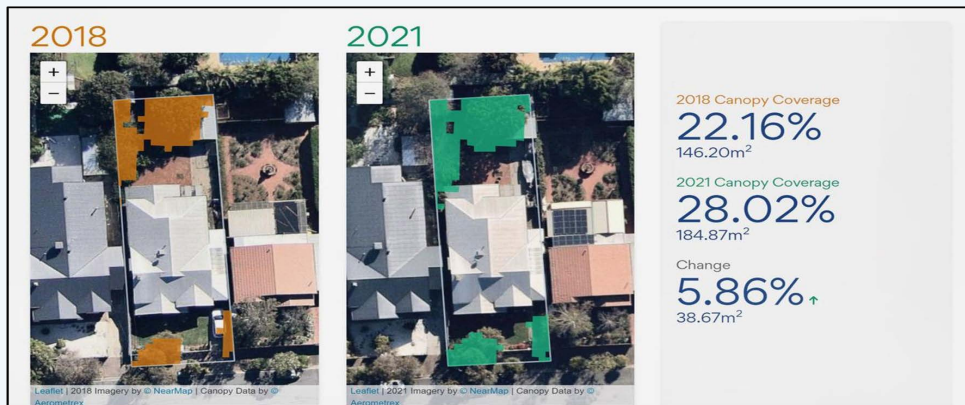 2018
+
−
Leaflet | 2018 Imagery by © NearMap | Canopy Data by ©
Aerometrex
2021
+
−
Leaflet | 2021 Imagery by © NearMap | Canopy Data by ©
Aerometrex
2018 Canopy Coverage
22.16%
146.20m²
2021 Canopy Coverage
28.02%
184.87m²
Change
5.86% ↑
38.67m²